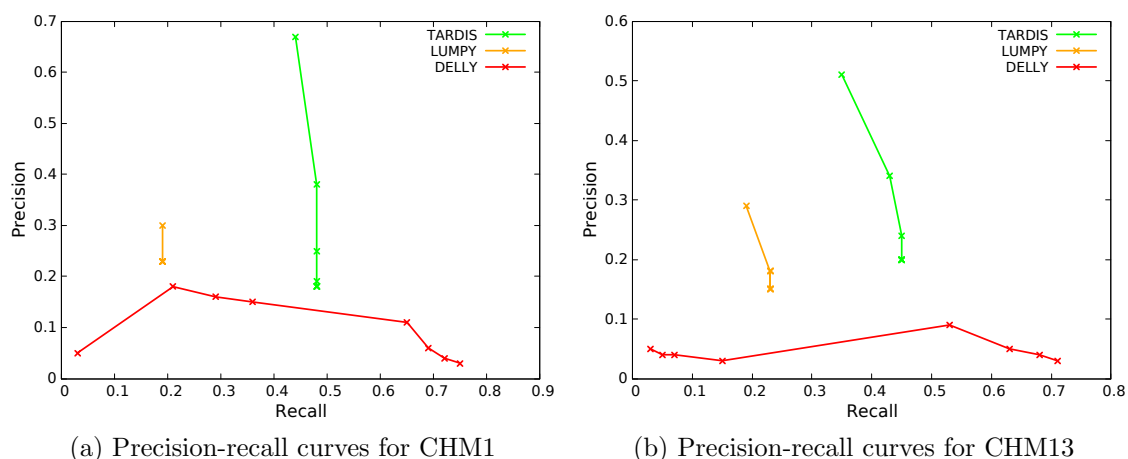 0.7
0.6
0.5
0.4
0.3
0.2
0.1
0
Precision
TARDIS
LUMPY
DELLY
0 0.1 0.2 0.3 0.4 0.5 0.6 0.7 0.8 0.9
Recall
(a) Precision-recall curves for CHM1
0.6
0.5
0.4
0.3
0.2
0.1
0
Precision
TARDIS
LUMPY
DELLY
0 0.1 0.2 0.3 0.4 0.5 0.6 0.7 0.8
Recall
(b) Precision-recall curves for CHM13